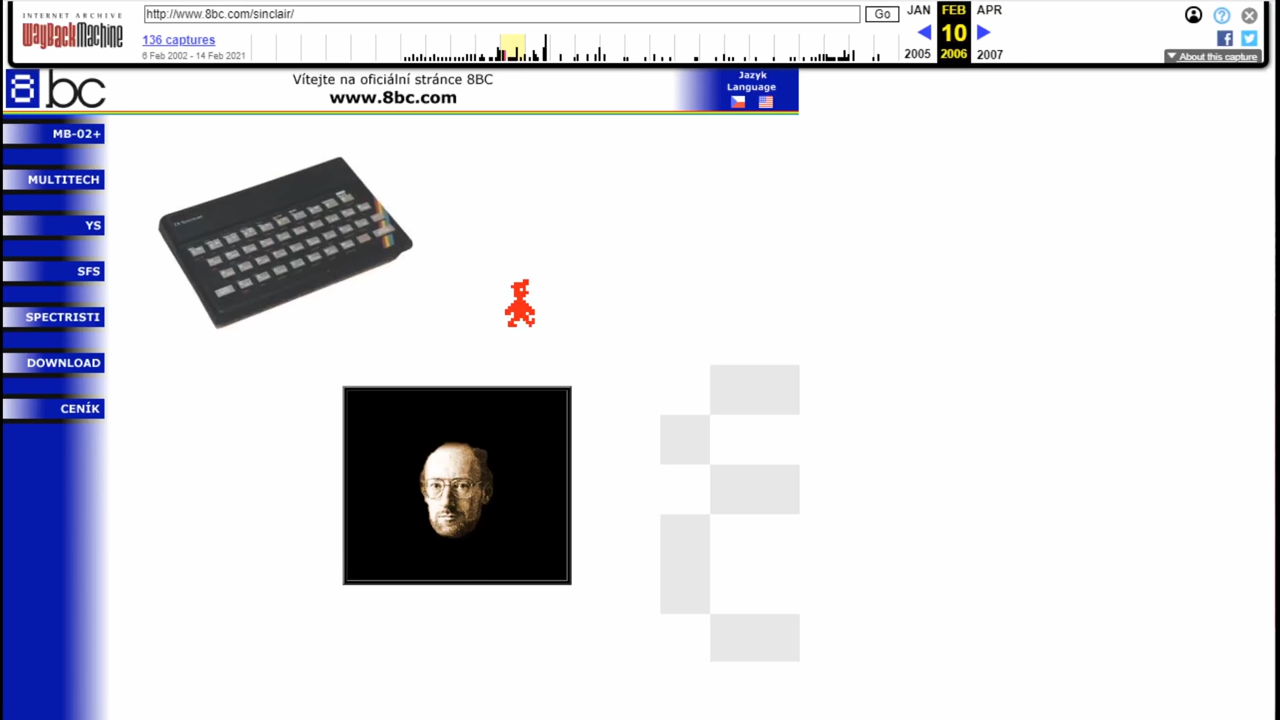 INTERNET ARCHIVE
WayBackMachine
http://www.8bc.com/sinclair/
Go
JAN
FEB
APR
136 captures
10
6 Feb 2002 - 14 Feb 2021
2005
2006
2007
About this capture
8bc
Vítejte na oficiální stránce 8BC
www.8bc.com
Jazyk
Language
MB-02+
MULTITECH
YS
SFS
SPECTRISTI
DOWNLOAD
CENÍK